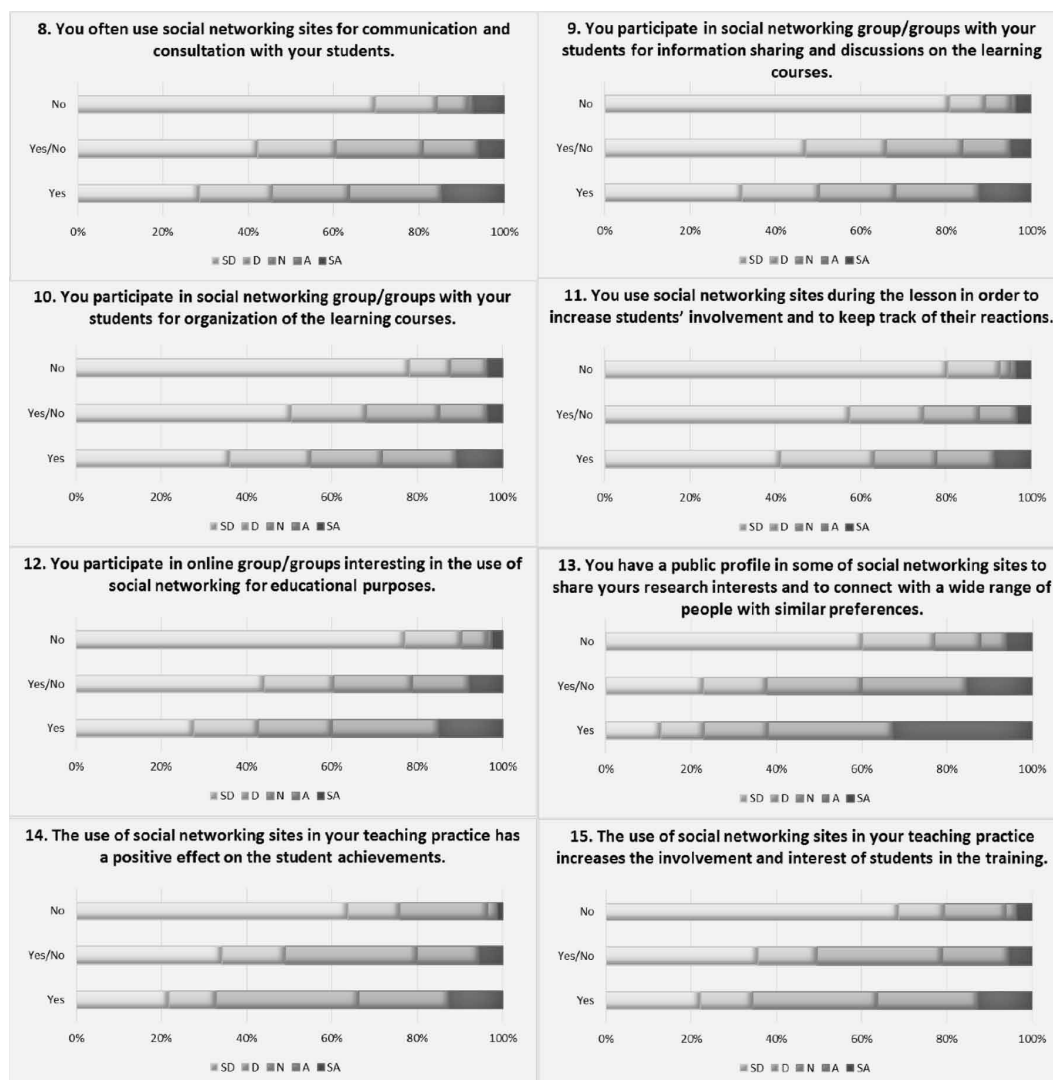 8. You often use social networking sites for communication and
consultation with your students.
No
Yes/No
Yes
0% 20% 40% 60% 80% 100%
SD D N A SA
9. You participate in social networking group/groups with your
students for information sharing and discussions on the learning
courses.
No
Yes/No
Yes
0% 20% 40% 60% 80% 100%
SD D N A SA
10. You participate in social networking group/groups with your
students for organization of the learning courses.
No
Yes/No
Yes
0% 20% 40% 60% 80% 100%
SD D N A SA
11. You use social networking sites during the lesson in order to
increase students’ involvement and to keep track of their reactions.
No
Yes/No
Yes
0% 20% 40% 60% 80% 100%
SD D N A SA
12. You participate in online group/groups interesting in the use of
social networking for educational purposes.
No
Yes/No
Yes
0% 20% 40% 60% 80% 100%
SD D N A SA
13. You have a public profile in some of social networking sites to
share yours research interests and to connect with a wide range of
people with similar preferences.
No
Yes/No
Yes
0% 20% 40% 60% 80% 100%
SD D N A SA
14. The use of social networking sites in your teaching practice has
a positive effect on the student achievements.
No
Yes/No
Yes
0% 20% 40% 60% 80% 100%
SD D N A SA
15. The use of social networking sites in your teaching practice
increases the involvement and interest of students in the training.
No
Yes/No
Yes
0% 20% 40% 60% 80% 100%
SD D N A SA